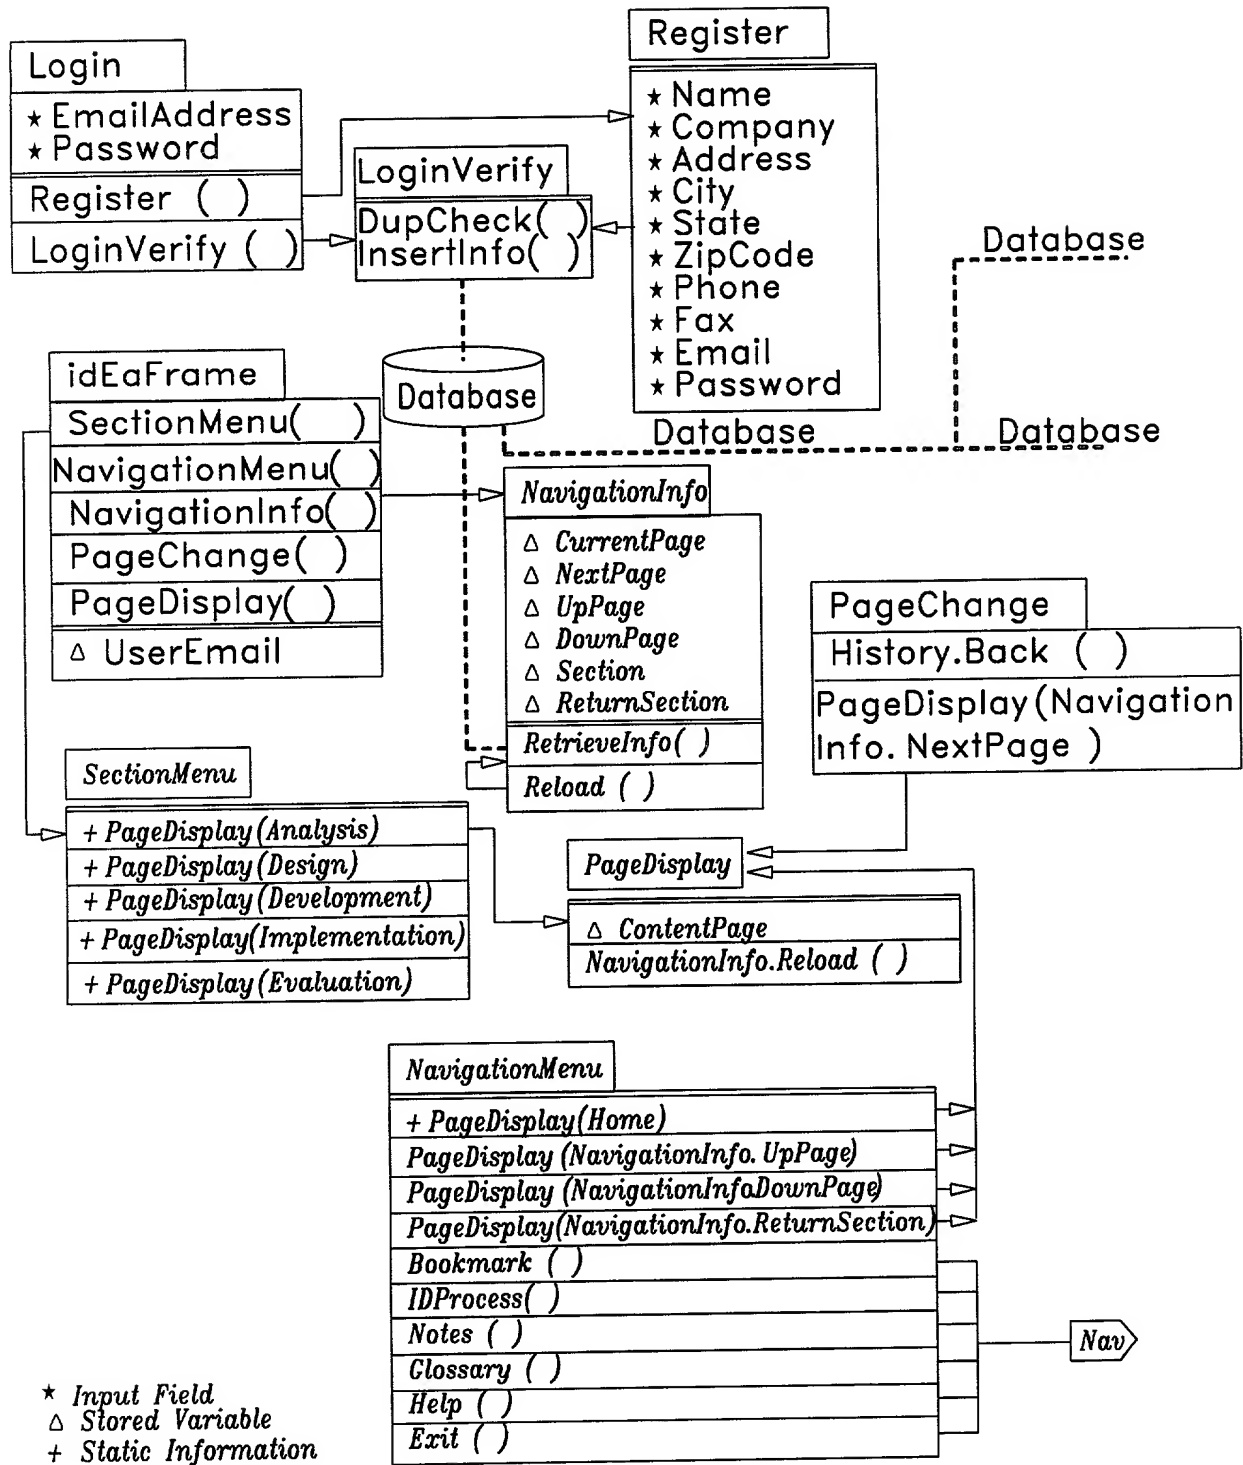 Login
★ EmailAddress
★ Password
Register ( )
LoginVerify ( )
LoginVerify
DupCheck( )
InsertInfo( )
Register
★ Name
★ Company
★ Address
★ City
★ State
★ ZipCode
★ Phone
★ Fax
★ Email
★ Password
Database
Database
Database
Database
idEaFrame
SectionMenu( )
NavigationMenu( )
NavigationInfo( )
PageChange( )
PageDisplay( )
△ UserEmail
NavigationInfo
△ CurrentPage
△ NextPage
△ UpPage
△ DownPage
△ Section
△ ReturnSection
RetrieveInfo( )
Reload ( )
PageChange
History.Back ( )
PageDisplay(Navigation
Info. NextPage )
SectionMenu
+ PageDisplay(Analysis)
+ PageDisplay(Design)
+ PageDisplay(Development)
+ PageDisplay(Implementation)
+ PageDisplay(Evaluation)
PageDisplay
△ ContentPage
NavigationInfo.Reload ( )
NavigationMenu
+ PageDisplay(Home)
PageDisplay (NavigationInfo. UpPage)
PageDisplay (NavigationInfoDownPage)
PageDisplay(NavigationInfo.ReturnSection)
Bookmark ( )
IDProcess( )
Notes ( )
Glossary ( )
Help ( )
Exit ( )
Nav
★ Input Field
△ Stored Variable
+ Static Information